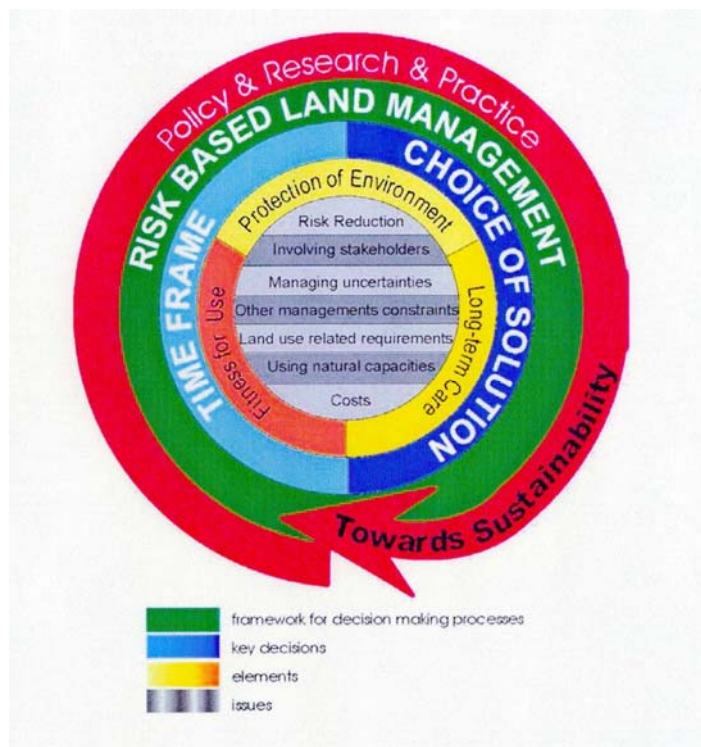 Policy & Research & Practice
RISK BASED LAND MANAGEMENT
TIME FRAME
CHOICE OF SOLUTION
Protection of Environment
Fitness for Use
Long-term Care
Risk Reduction
Involving stakeholders
Managing uncertainties
Other managements constraints
Land use related requirements
Using natural capacities
Costs
Towards Sustainability
framework for decision making processes
key decisions
elements
issues